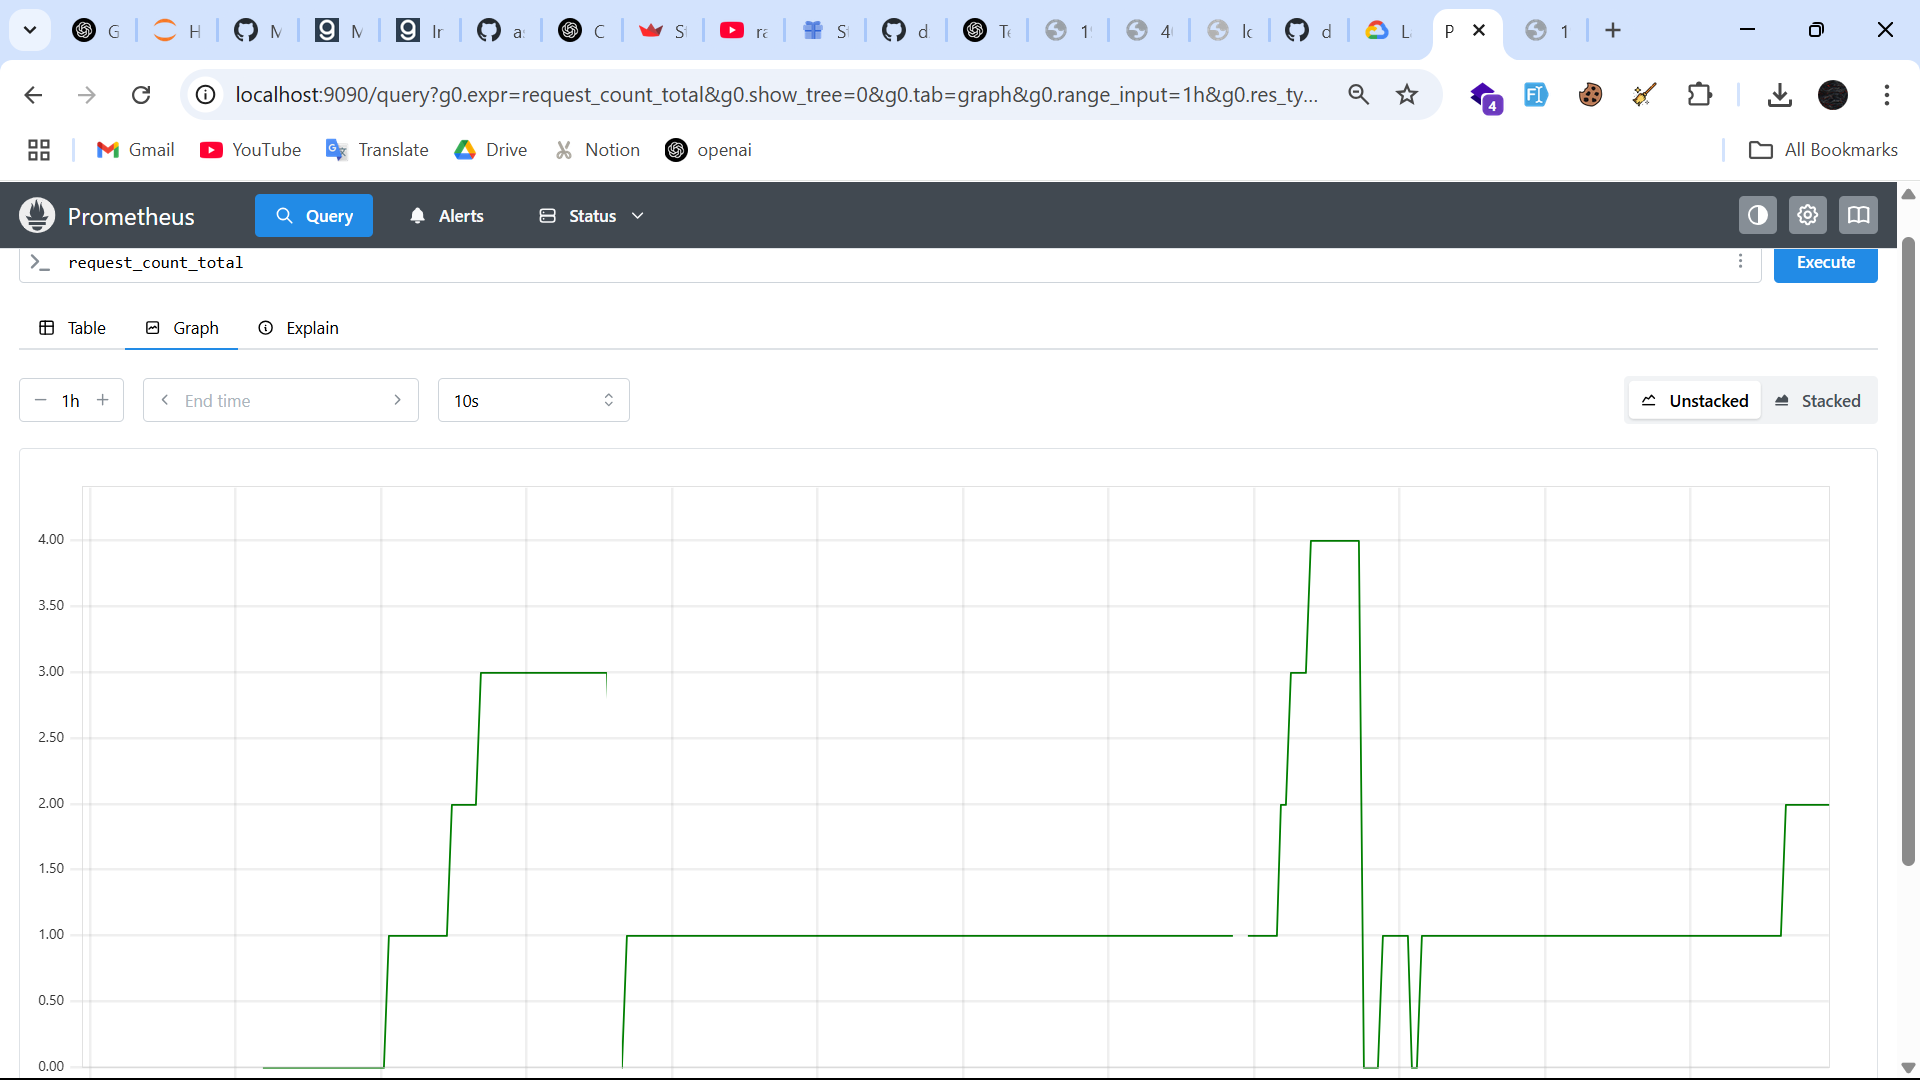 G
H
M
M
Ir
a
C
S
ra
S
d
Te
1
4
lc
d
L
P
1
localhost:9090/query?g0.expr=request_count_total&g0.show_tree=0&g0.tab=graph&g0.range_input=1h&g0.res_ty...
4
Gmail
YouTube
Translate
Drive
Notion
openai
All Bookmarks
Prometheus
Query
Alerts
Status
>_ request_count_total
Execute
Table
Graph
Explain
1h
End time
10s
Unstacked
Stacked
4.00
3.50
3.00
2.50
2.00
1.50
1.00
0.50
0.00